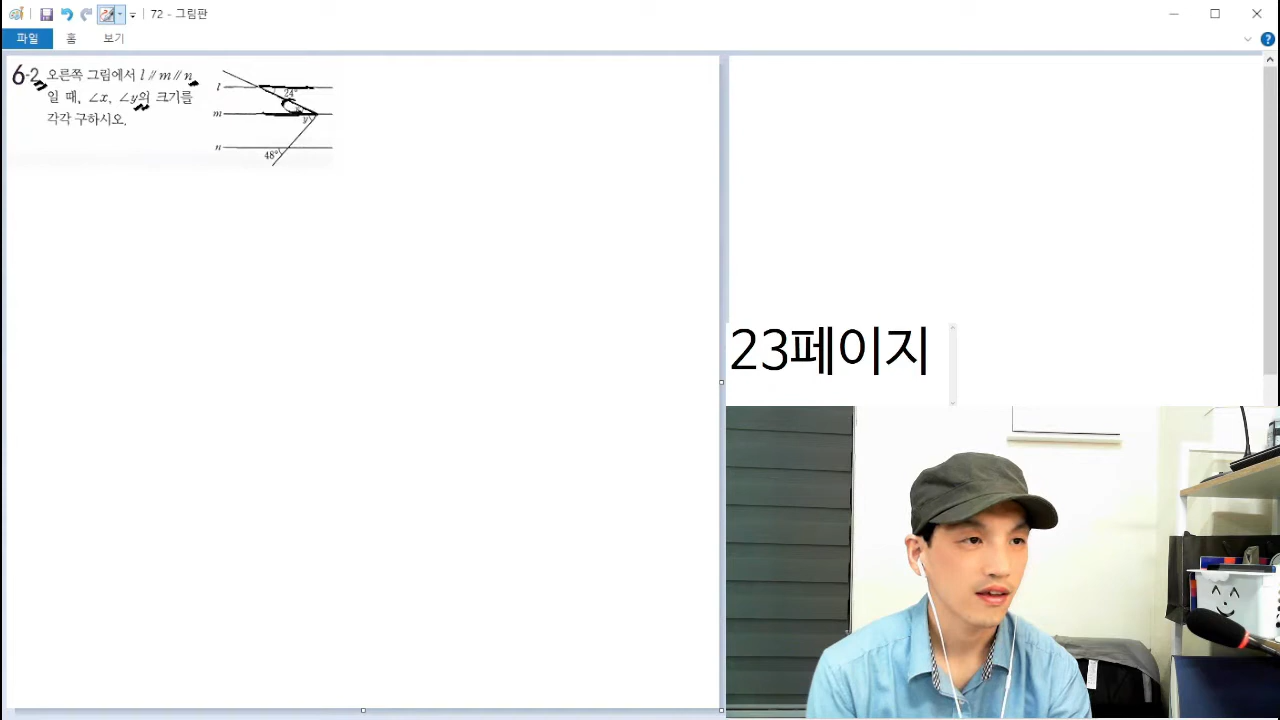 72 - 그림판
파일 홈 보기
6-2 오른쪽 그림에서 l // m // n
일 때, ∠x, ∠y의 크기를
각각 구하시오.
l
24°
m
y
n
48°
23페이지